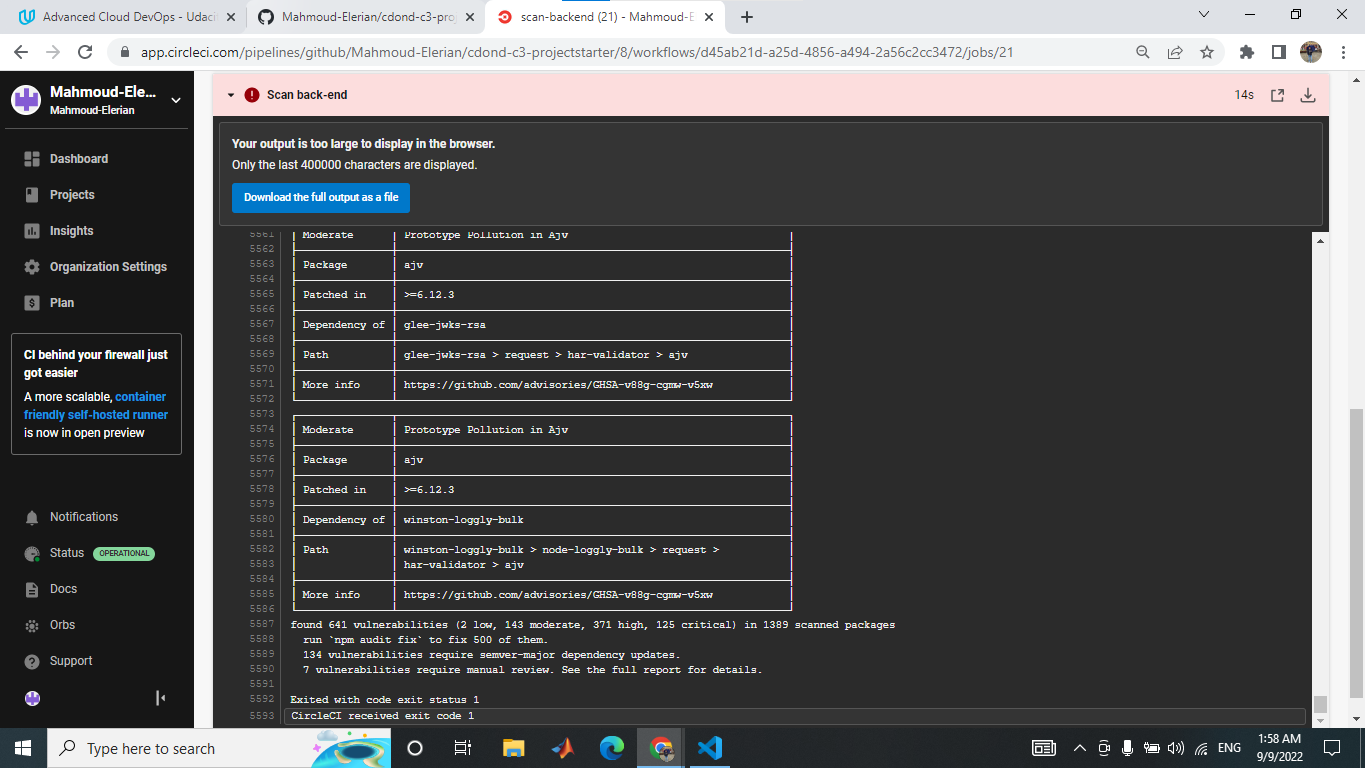 Advanced Cloud DevOps - Udaci
Mahmoud-Elerian/cdond-c3-proj
scan-backend (21) - Mahmoud-E
app.circleci.com/pipelines/github/Mahmoud-Elerian/cdond-c3-projectstarter/8/workflows/d45ab21d-a25d-4856-a494-2a56c2cc3472/jobs/21
Mahmoud-Ele...
Mahmoud-Elerian
Dashboard
Projects
Insights
Organization Settings
Plan
CI behind your firewall just
got easier
A more scalable, container
friendly self-hosted runner
is now in open preview
Notifications
Status OPERATIONAL
Docs
Orbs
Support
Scan back-end 14s
Your output is too large to display in the browser.
Only the last 400000 characters are displayed.
Download the full output as a file
5561 Moderate Prototype Pollution in Ajv
5562
5563 Package ajv
5564
5565 Patched in >=6.12.3
5566
5567 Dependency of glee-jwks-rsa
5568
5569 Path glee-jwks-rsa > request > har-validator > ajv
5570
5571 More info https://github.com/advisories/GHSA-v88g-cgmw-v5xw
5572
5573
5574 Moderate Prototype Pollution in Ajv
5575
5576 Package ajv
5577
5578 Patched in >=6.12.3
5579
5580 Dependency of winston-loggly-bulk
5581
5582 Path winston-loggly-bulk > node-loggly-bulk > request >
5583 har-validator > ajv
5584
5585 More info https://github.com/advisories/GHSA-v88g-cgmw-v5xw
5586
5587 found 641 vulnerabilities (2 low, 143 moderate, 371 high, 125 critical) in 1389 scanned packages
5588 run `npm audit fix` to fix 500 of them.
5589 134 vulnerabilities require semver-major dependency updates.
5590 7 vulnerabilities require manual review. See the full report for details.
5591
5592 Exited with code exit status 1
5593 CircleCI received exit code 1
Type here to search
ENG
1:58 AM
9/9/2022